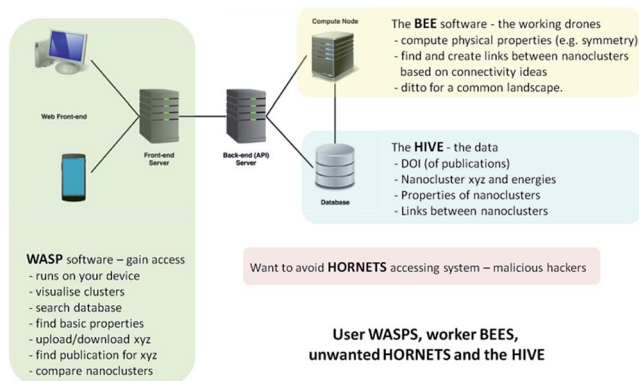 Compute Node
The BEE software - the working drones
- compute physical properties (e.g. symmetry)
- find and create links between nanoclusters
based on connectivity ideas
- ditto for a common landscape.
Web Front-end
Front-end
Server
Back-end (API)
Server
Database
The HIVE - the data
- DOI (of publications)
- Nanocluster xyz and energies
- Properties of nanoclusters
- Links between nanoclusters
WASP software – gain access
- runs on your device
- visualise clusters
- search database
- find basic properties
- upload/download xyz
- find publication for xyz
- compare nanoclusters
Want to avoid HORNETS accessing system – malicious hackers
User WASPS, worker BEES,
unwanted HORNETS and the HIVE